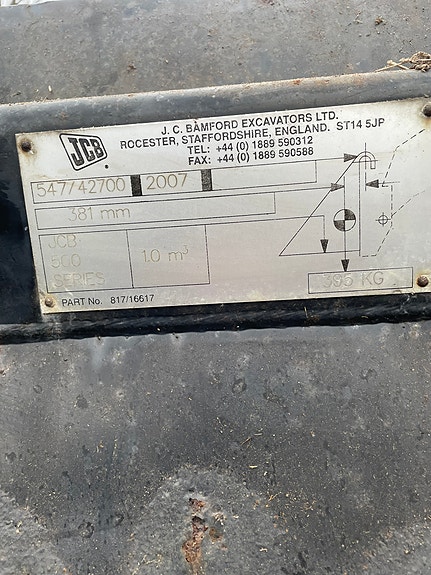 JCB
J. C. BAMFORD EXCAVATORS LTD.
ROCESTER, STAFFORDSHIRE, ENGLAND. ST14 5JP
TEL: +44 (0) 1889 590312
FAX: +44 (0) 1889 590588
547/42700 2007
381 mm
JCB
500
SERIES
1.0 m³
KG
PART No. 817/16617